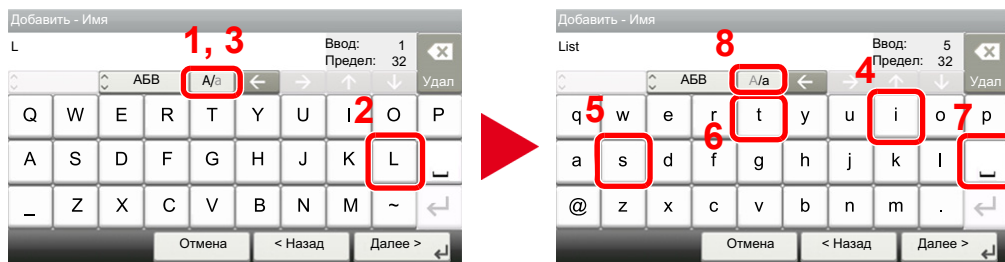 Добавить - Имя
L
1, 3
Ввод: 1
Предел: 32
АБВ
A/a
Удал
Q W E R T Y U I 2 O P
A S D F G H J K L
_ Z X C V B N M ~
Отмена
< Назад
Далее >
Добавить - Имя
List
8
Ввод: 5
Предел: 32
4
АБВ
A/a
Удал
q 5 w e r t y u i o 7 p
6
a s d f g h j k l
@ z x c v b n m .
Отмена
< Назад
Далее >